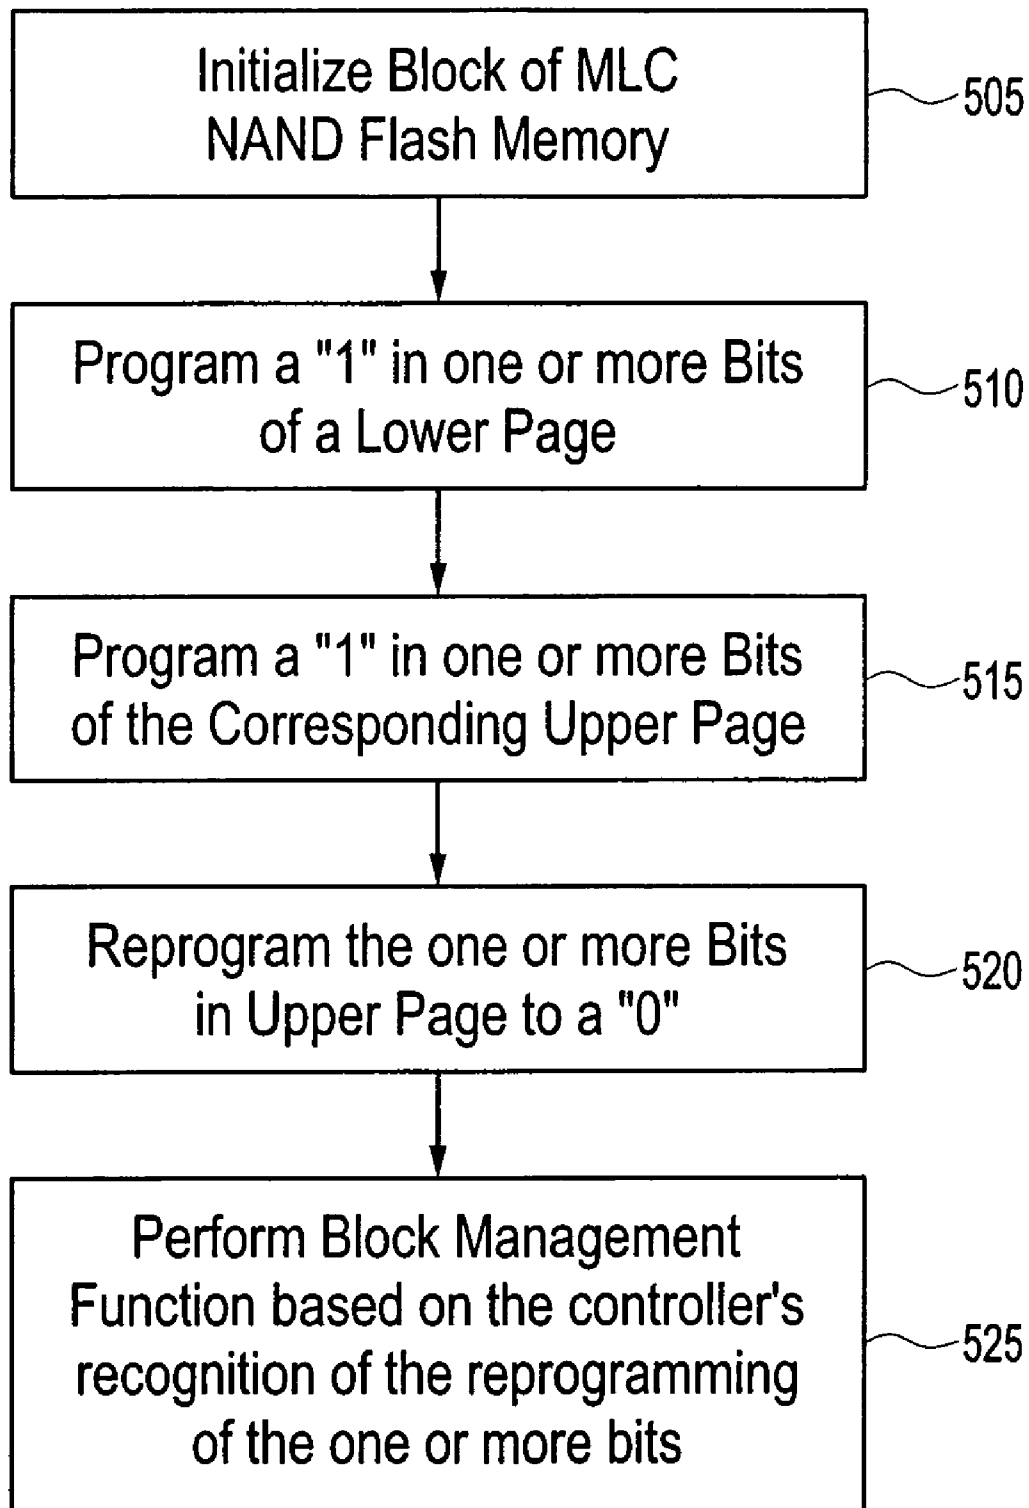 Initialize Block of MLC
NAND Flash Memory
505
Program a "1" in one or more Bits
of a Lower Page
510
Program a "1" in one or more Bits
of the Corresponding Upper Page
515
Reprogram the one or more Bits
in Upper Page to a "0"
520
Perform Block Management
Function based on the controller's
recognition of the reprogramming
of the one or more bits
525